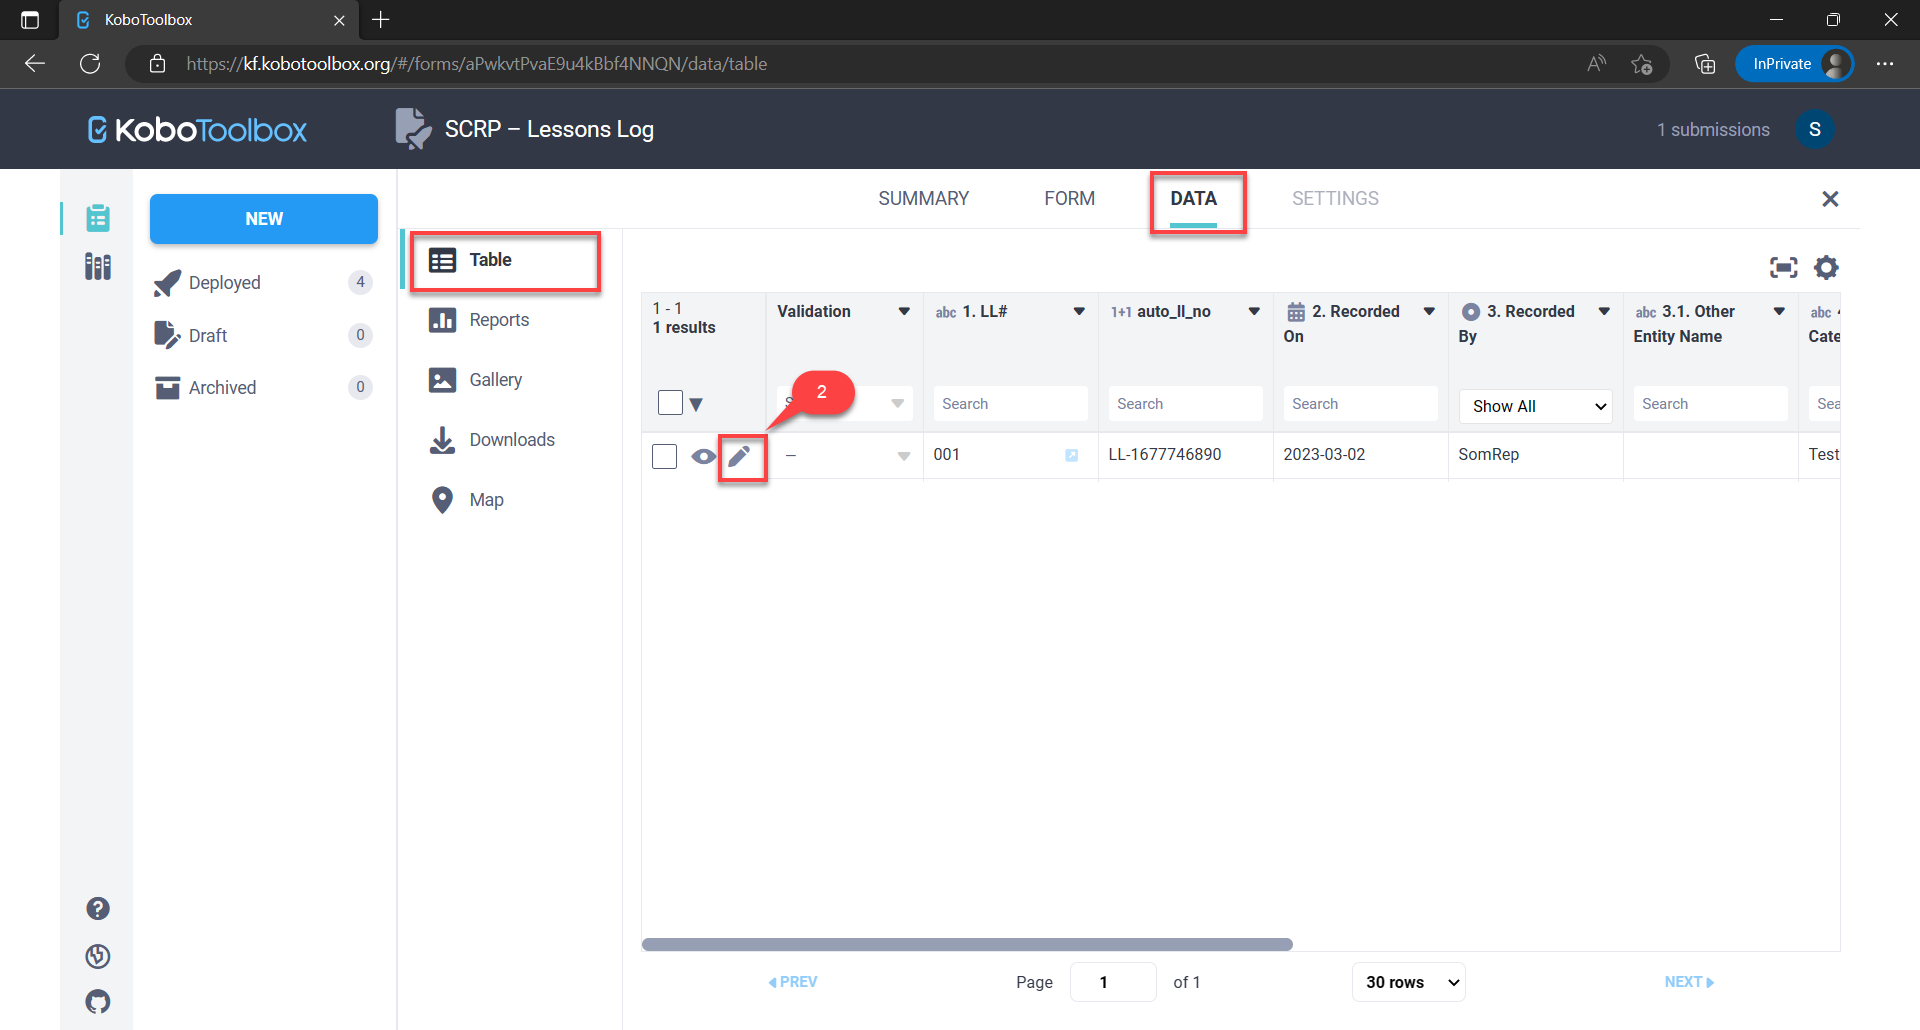 KoboToolbox
https://kf.kobotoolbox.org/#/forms/aPwkvtPvaE9u4kBbf4NNQN/data/table
InPrivate
KoboToolbox
SCRP – Lessons Log
1 submissions
S
NEW
Deployed 4
Draft 0
Archived 0
SUMMARY FORM DATA SETTINGS
Table
Reports
Gallery
Downloads
Map
1 - 1
1 results
Validation
abc 1. LL#
1+1 auto_ll_no
2. Recorded
On
3. Recorded
By
abc 3.1. Other
Entity Name
abc
Cate
2
Search
Search
Search
Show All
Search
Sea
– 001 LL-1677746890 2023-03-02 SomRep Test
PREV
Page 1 of 1
30 rows
NEXT